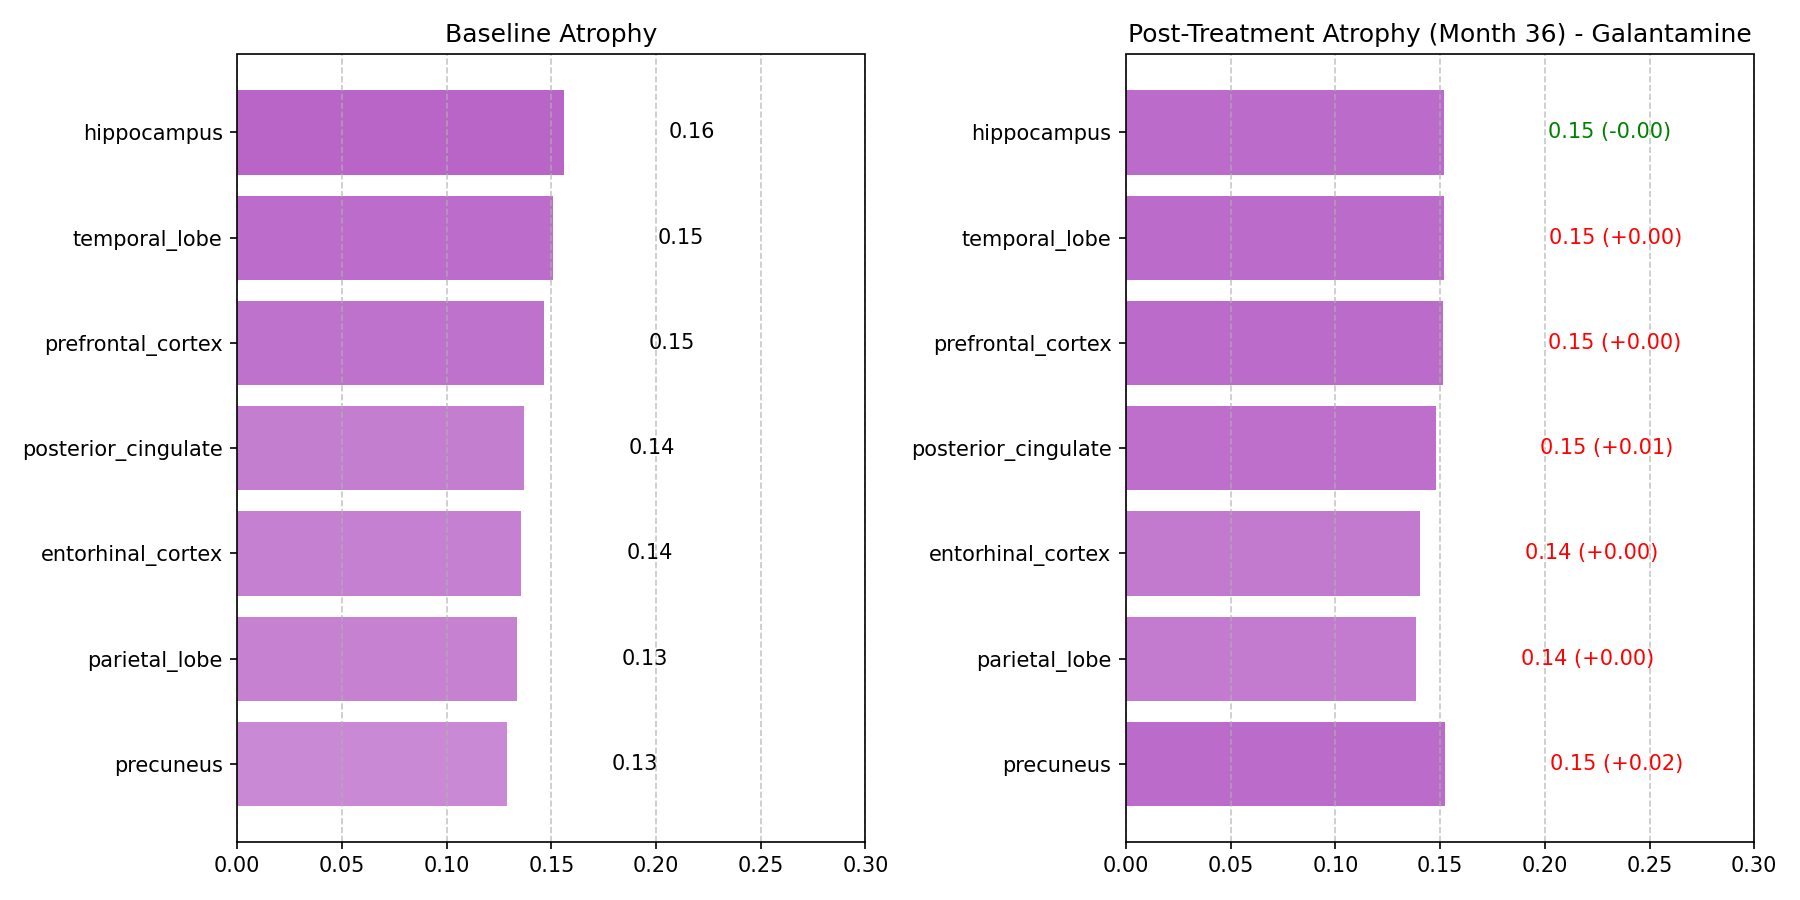 Baseline Atrophy
hippocampus
0.16
temporal_lobe
0.15
prefrontal_cortex
0.15
posterior_cingulate
0.14
entorhinal_cortex
0.14
parietal_lobe
0.13
precuneus
0.13
0.00 0.05 0.10 0.15 0.20 0.25 0.30
Post-Treatment Atrophy (Month 36) - Galantamine
hippocampus
0.15 (-0.00)
temporal_lobe
0.15 (+0.00)
prefrontal_cortex
0.15 (+0.00)
posterior_cingulate
0.15 (+0.01)
entorhinal_cortex
0.14 (+0.00)
parietal_lobe
0.14 (+0.00)
precuneus
0.15 (+0.02)
0.00 0.05 0.10 0.15 0.20 0.25 0.30